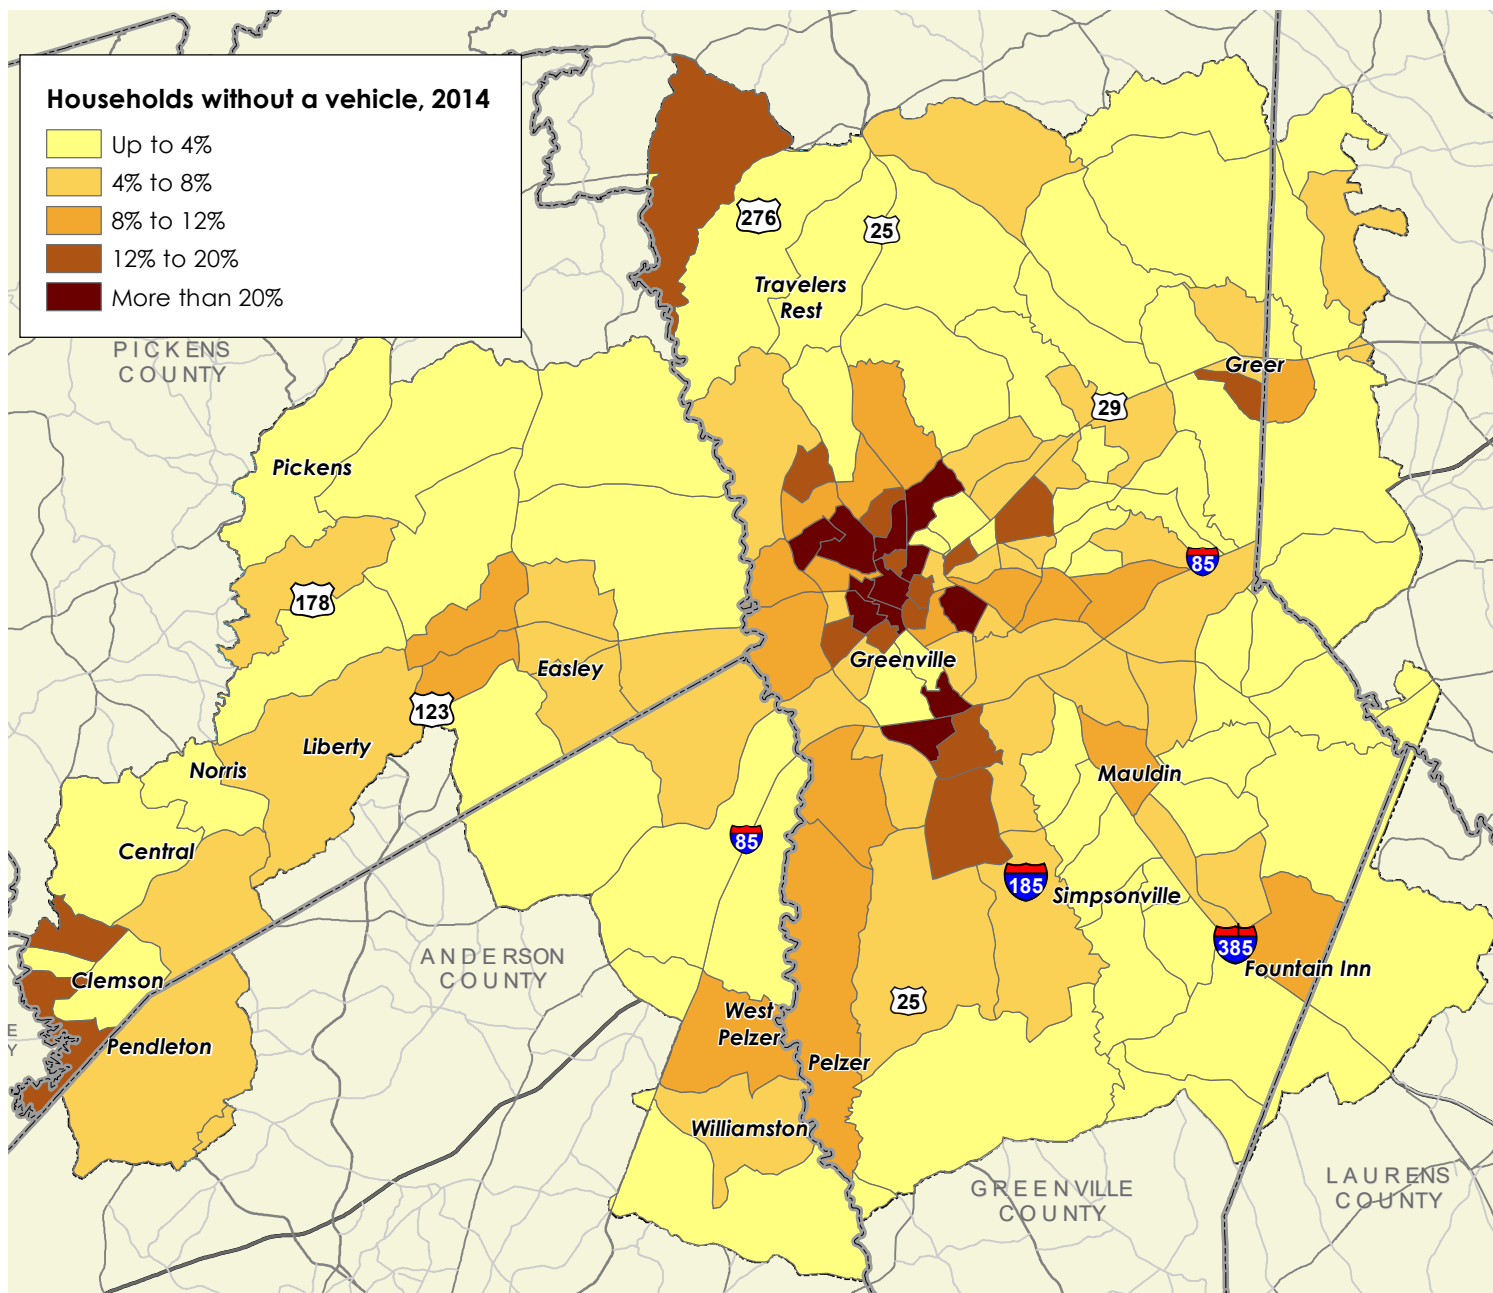 Households without a vehicle, 2014
Up to 4%
4% to 8%
8% to 12%
12% to 20%
More than 20%
276
25
Travelers
Rest
PICKENS
COUNTY
Greer
29
Pickens
85
178
Greenville
Easley
123
Liberty
Norris
Mauldin
85
Central
185
Simpsonville
385
ANDERSON
COUNTY
Fountain Inn
Clemson
25
West
Pelzer
E
Y
Pendleton
Pelzer
Williamston
GREENVILLE
COUNTY
LAURENS
COUNTY